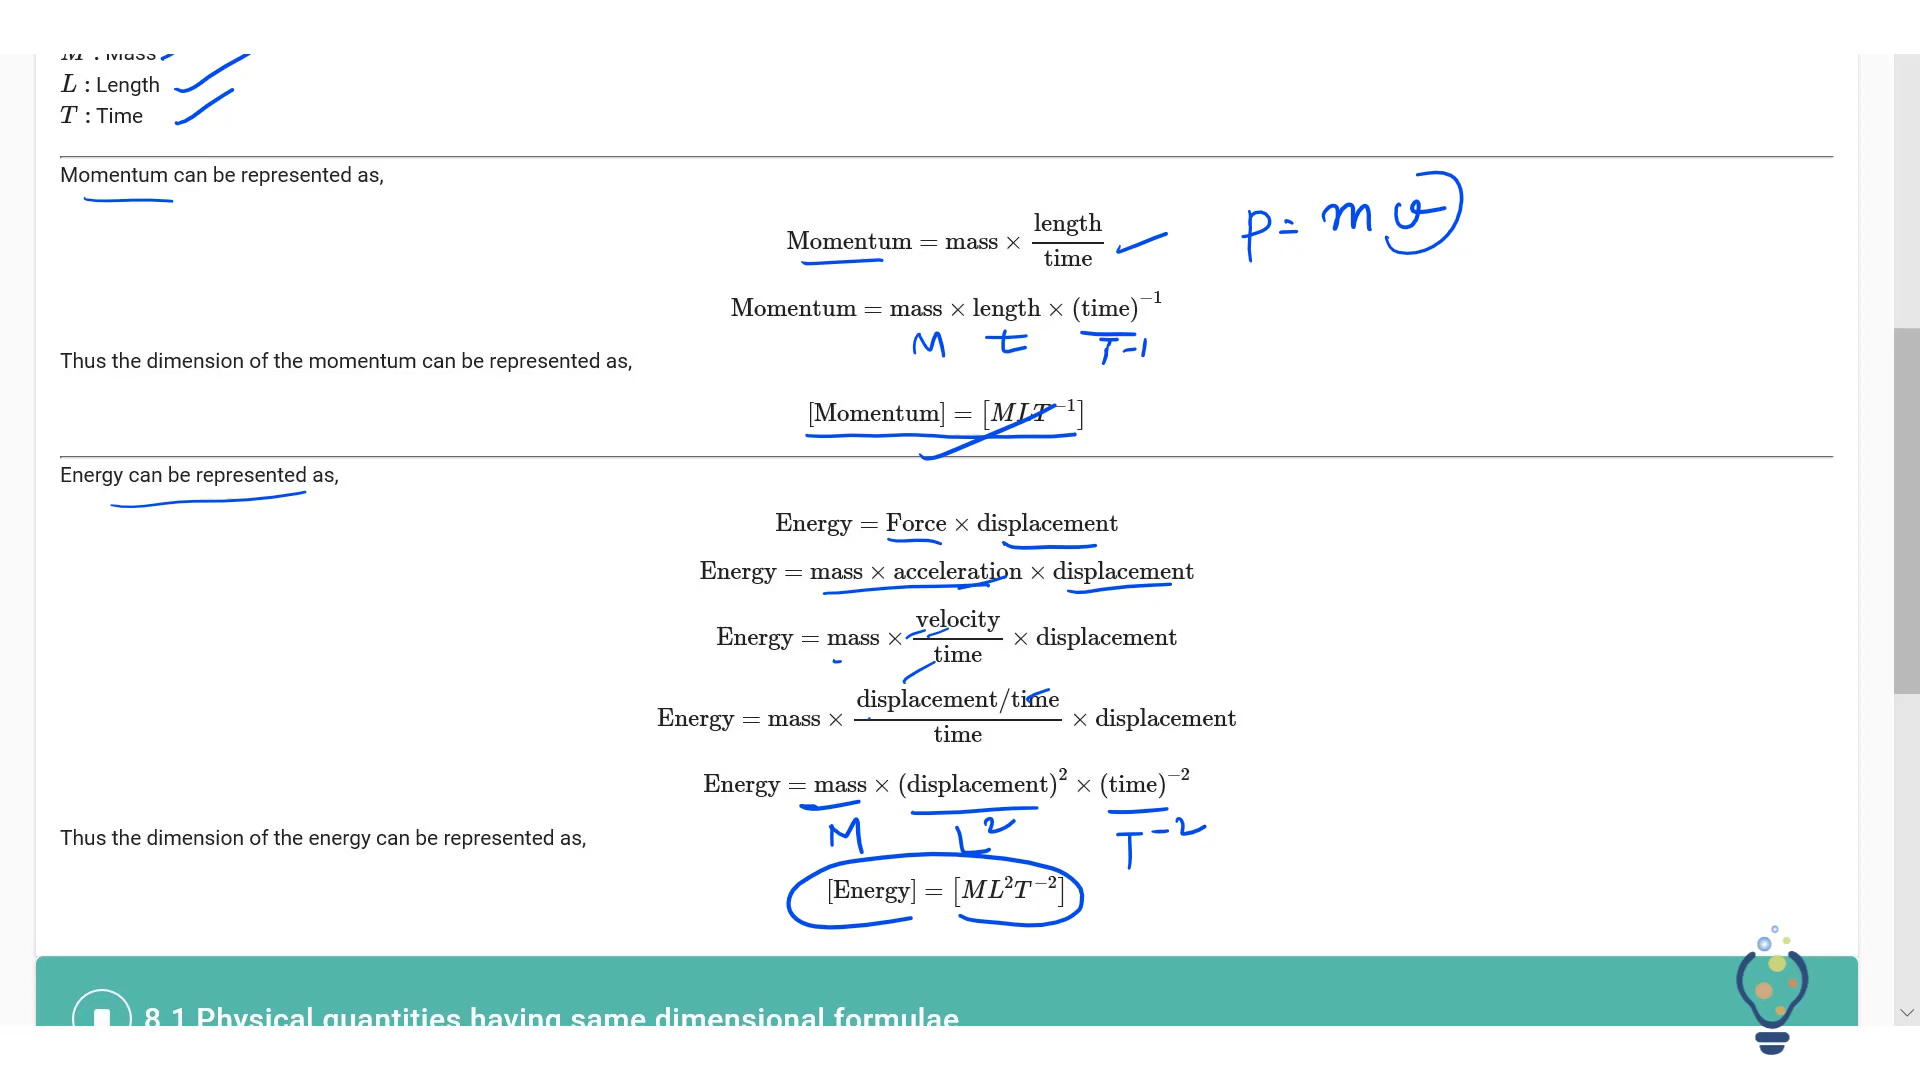 M : Mass
L : Length
T : Time
Momentum can be represented as,
Momentum = mass × length/time
p = mv
Momentum = mass × length × (time)⁻¹
M L T-1
Thus the dimension of the momentum can be represented as,
[Momentum] = [MLT⁻¹]
Energy can be represented as,
Energy = Force × displacement
Energy = mass × acceleration × displacement
Energy = mass × velocity/time × displacement
Energy = mass × (displacement/time)/time × displacement
Energy = mass × (displacement)² × (time)⁻²
M L² T⁻²
Thus the dimension of the energy can be represented as,
[Energy] = [ML²T⁻²]
8.1 Physical quantities having same dimensional formulae